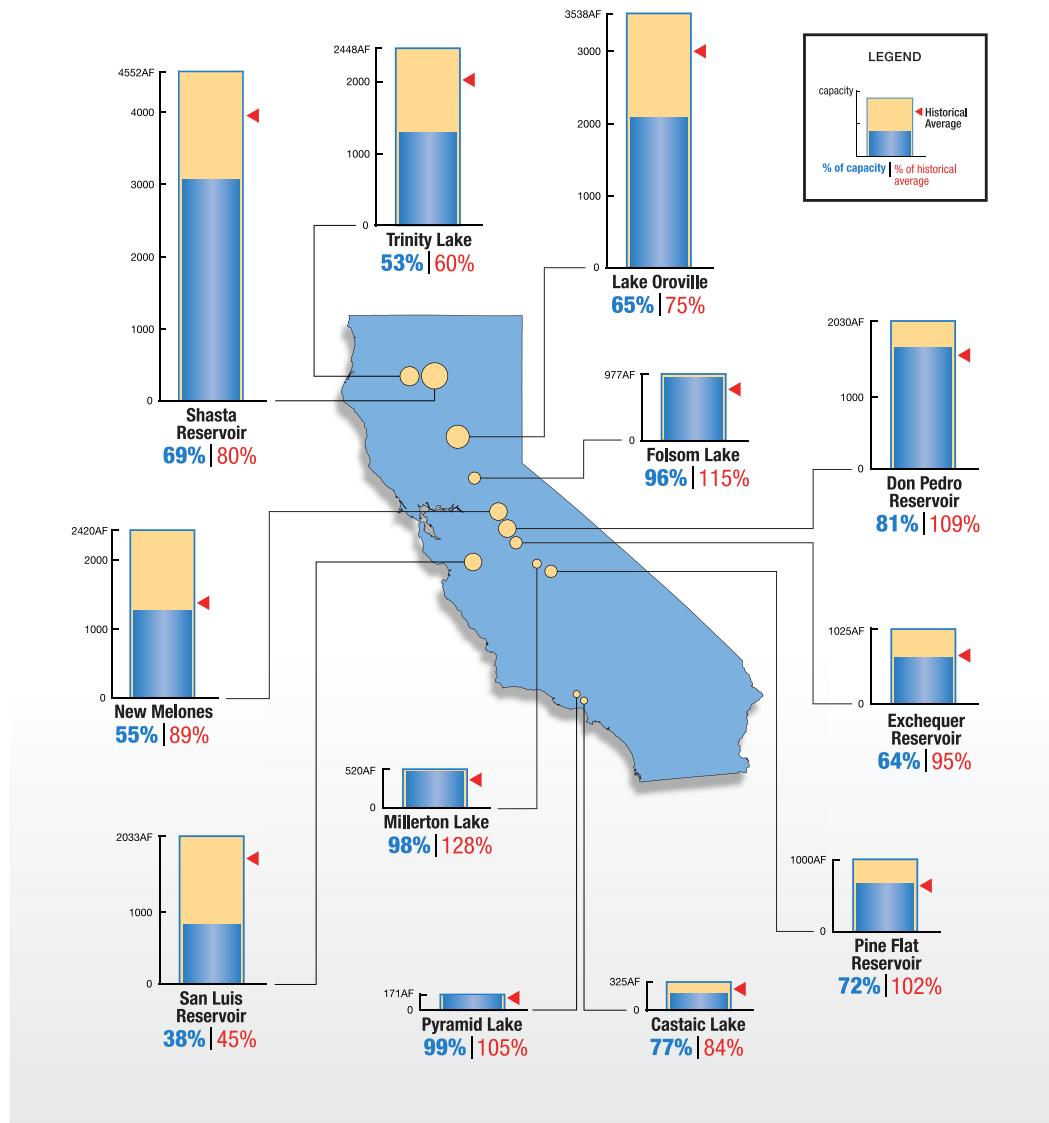 LEGEND
capacity
Historical
Average
% of capacity | % of historical
average
4552AF
4000
3000
2000
1000
0
Shasta
Reservoir
69% | 80%
2448AF
2000
1000
0
Trinity Lake
53% | 60%
3538AF
3000
2000
1000
0
Lake Oroville
65% | 75%
977AF
0
Folsom Lake
96% | 115%
2030AF
1000
0
Don Pedro
Reservoir
81% | 109%
2420AF
2000
1000
0
New Melones
55% | 89%
1025AF
0
Exchequer
Reservoir
64% | 95%
520AF
0
Millerton Lake
98% | 128%
2033AF
1000
0
San Luis
Reservoir
38% | 45%
1000AF
0
Pine Flat
Reservoir
72% | 102%
171AF
0
Pyramid Lake
99% | 105%
325AF
0
Castaic Lake
77% | 84%